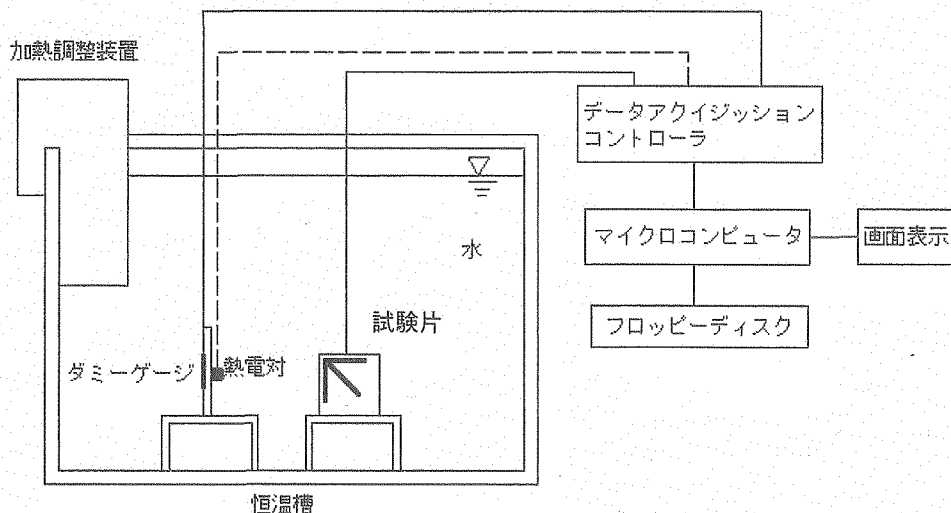 加熱調整装置
データアクイジッション
コントローラ
マイクロコンピュータ
画面表示
水
フロッピーディスク
試験片
ダミーゲージ
熱電対
恒温槽